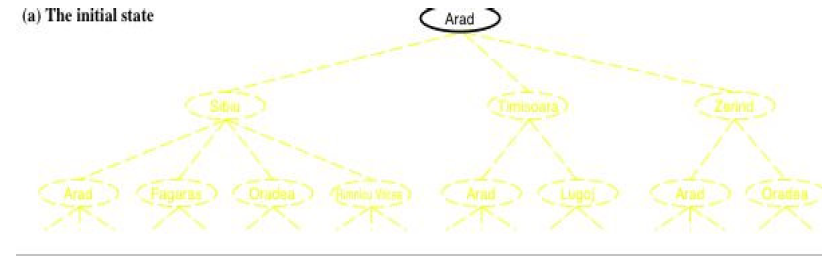 (a) The initial state
Arad
Sibiu Timisoara Zerind
Arad Fagaras Oradea Rimnicu Vilcea Arad Lugoj Arad Oradea